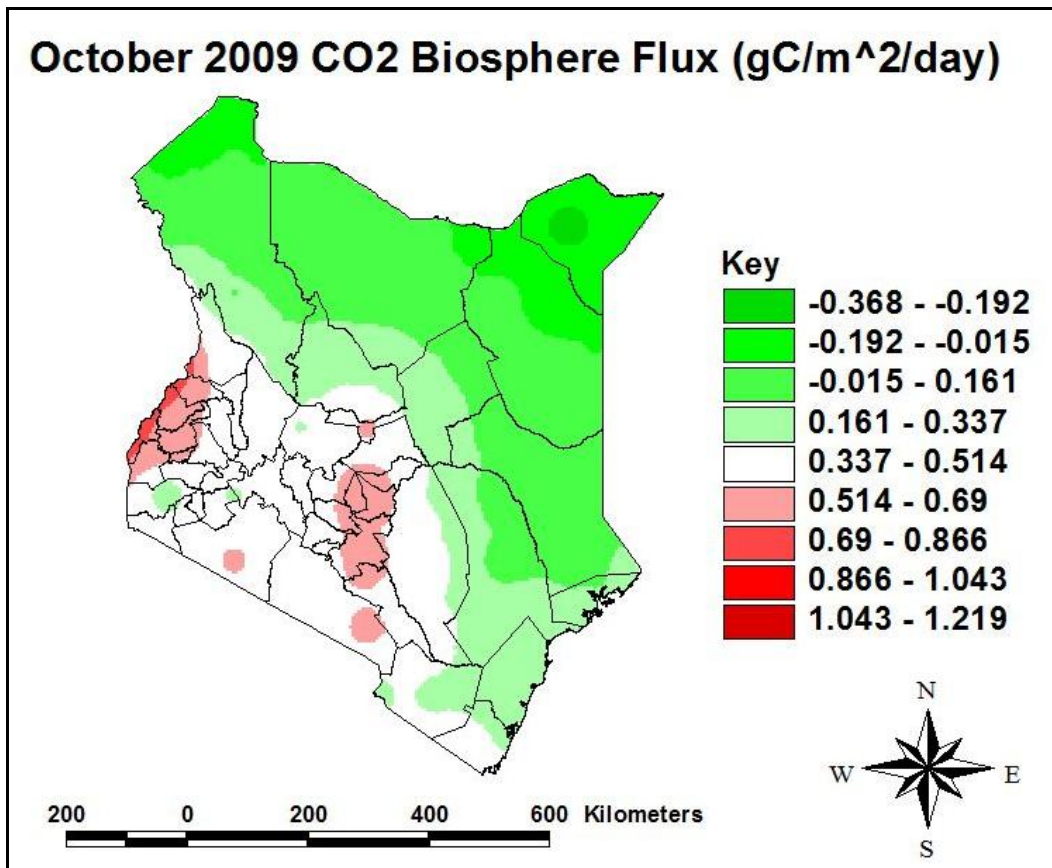 October 2009 CO2 Biosphere Flux (gC/m^2/day)
Key
-0.368 - -0.192
-0.192 - -0.015
-0.015 - 0.161
0.161 - 0.337
0.337 - 0.514
0.514 - 0.69
0.69 - 0.866
0.866 - 1.043
1.043 - 1.219
N
W E
S
200 0 200 400 600 Kilometers